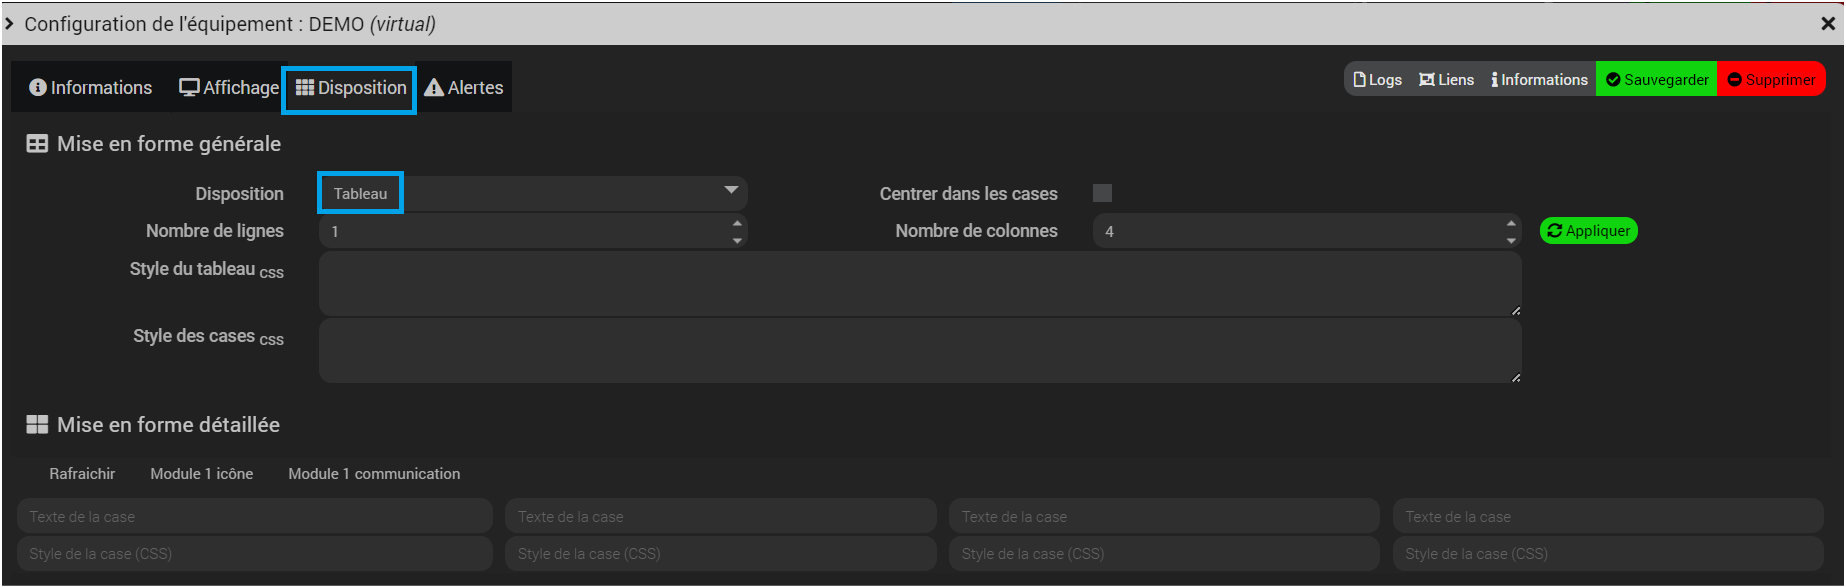 Configuration de l'équipement : DEMO (virtual)
Informations Affichage Disposition Alertes
Logs Liens Informations Sauvegarder Supprimer
Mise en forme générale
Disposition Tableau Centrer dans les cases
Nombre de lignes 1 Nombre de colonnes 4 Appliquer
Style du tableau CSS
Style des cases CSS
Mise en forme détaillée
Rafraichir Module 1 icône Module 1 communication
Texte de la case Texte de la case Texte de la case Texte de la case
Style de la case (CSS) Style de la case (CSS) Style de la case (CSS) Style de la case (CSS)